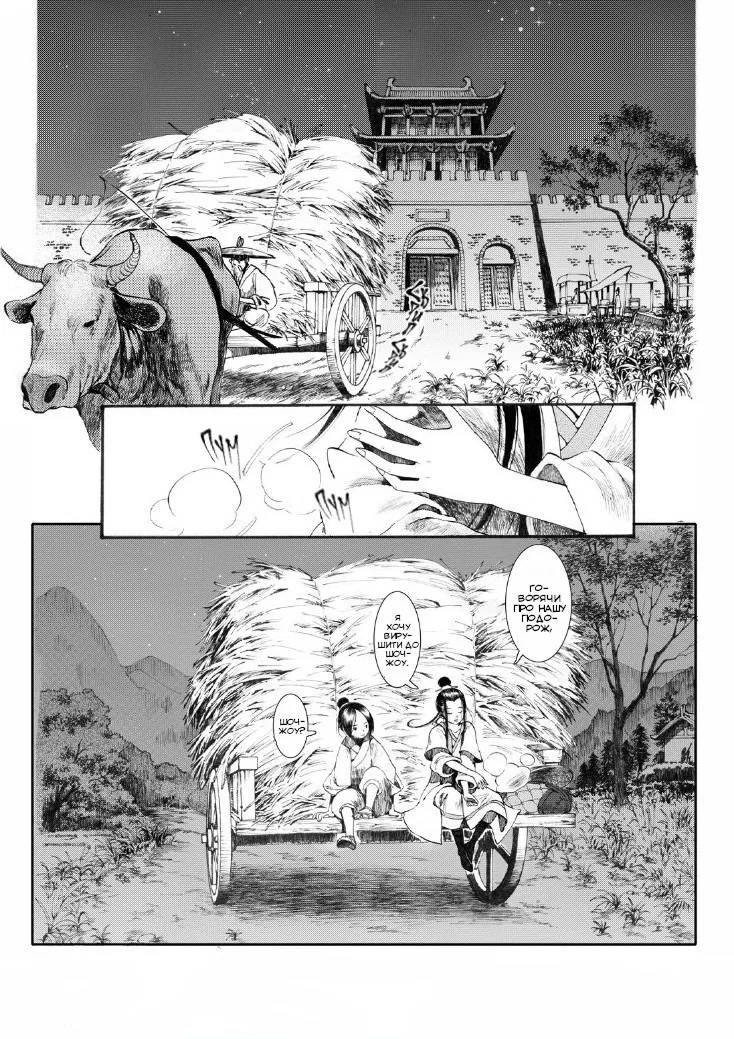 ПУМ
ПУМ
ГО-
ВОРЯЧИ
ПРО НАШУ
ПОДО-
РОЖ,
Я
ХОЧУ
ВИРУ-
ШИТИ ДО
ШОЧ-
ЖОУ.
ШОЧ-
ЖОУ?